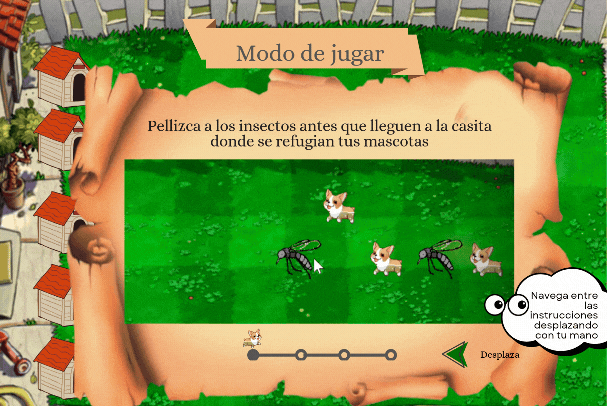 Modo de jugar
Pellizca a los insectos antes que lleguen a la casita
donde se refugian tus mascotas
Navega entre
las
instrucciones
desplazando
con tu mano
Desplaza